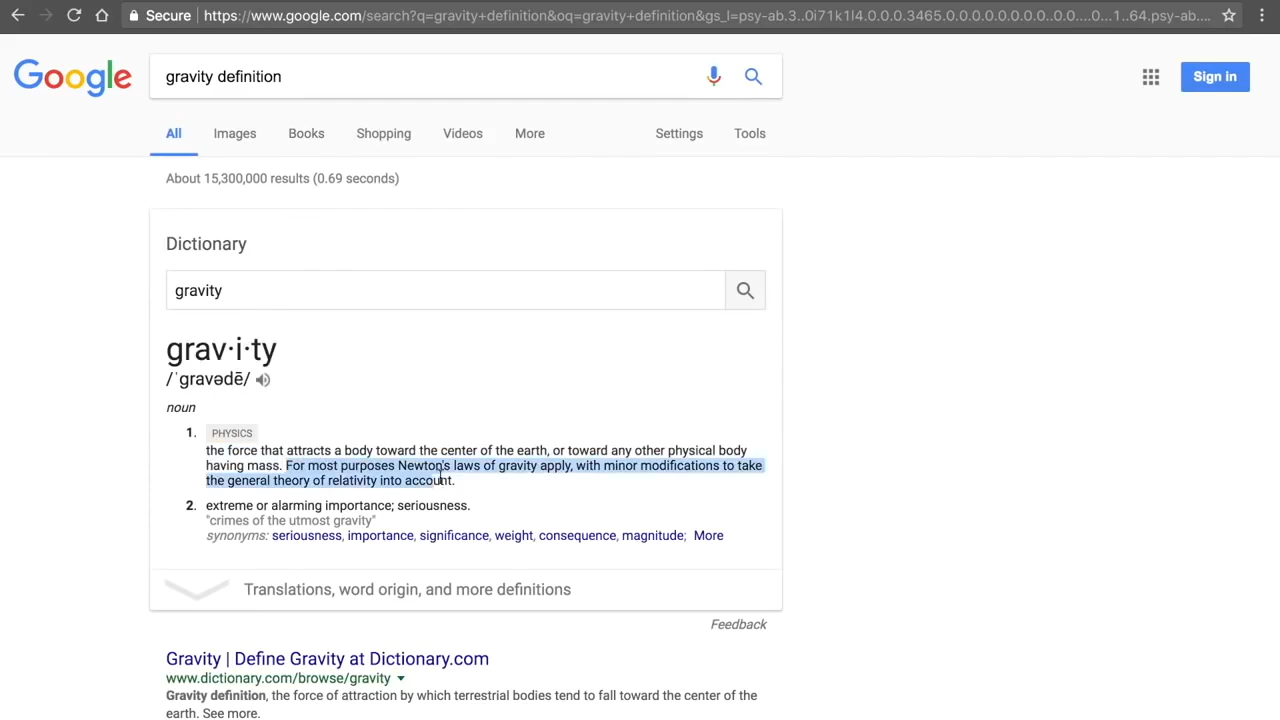 Secure https://www.google.com/search?q=gravity+definition&oq=gravity+definition&gs_l=psy-ab.3..0i71k1l4.0.0.0.3465.0.0.0.0.0.0.0.0..0.0....0...1..64.psy-ab....
Google
gravity definition
Sign in
All Images Books Shopping Videos More Settings Tools
About 15,300,000 results (0.69 seconds)
Dictionary
gravity
grav·i·ty
/ˈgravədē/
noun
1. PHYSICS
the force that attracts a body toward the center of the earth, or toward any other physical body
having mass. For most purposes Newton's laws of gravity apply, with minor modifications to take
the general theory of relativity into account.
2. extreme or alarming importance; seriousness.
"crimes of the utmost gravity"
synonyms: seriousness, importance, significance, weight, consequence, magnitude; More
Translations, word origin, and more definitions
Feedback
Gravity | Define Gravity at Dictionary.com
www.dictionary.com/browse/gravity
Gravity definition, the force of attraction by which terrestrial bodies tend to fall toward the center of the
earth. See more.